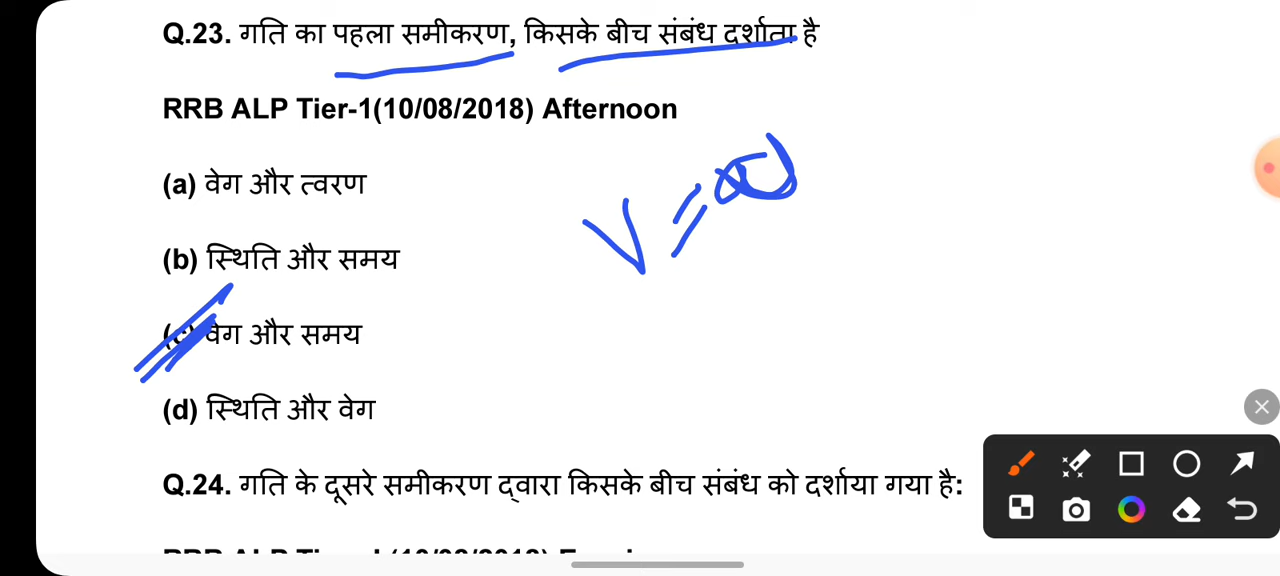 Q.23. गति का पहला समीकरण, किसके बीच संबंध दर्शाता है
RRB ALP Tier-1(10/08/2018) Afternoon
(a) वेग और त्वरण
V =
(b) स्थिति और समय
(c) वेग और समय
(d) स्थिति और वेग
Q.24. गति के दूसरे समीकरण द्वारा किसके बीच संबंध को दर्शाया गया है: